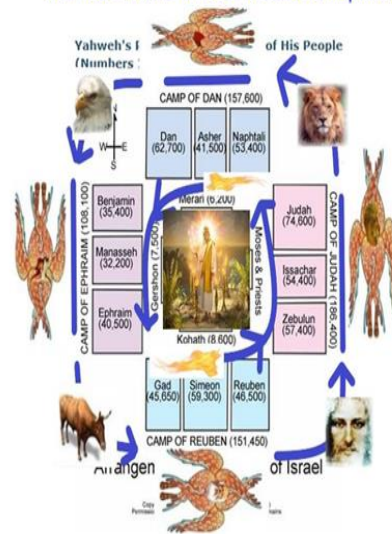 Yahweh's
of His People
(Numbers
CAMP OF DAN (157,600)
N
W E
S
Dan
(62,700)
Asher
(41,500)
Naphtali
(53,400)
CAMP OF EPHRAIM (108,100)
Benjamin
(35,400)
Manasseh
(32,200)
Ephraim
(40,500)
Merari (6,200)
Gershon (7,500)
Moses & Priests
Kohath (8,600)
Judah
(74,600)
Issachar
(54,400)
Zebulun
(57,400)
CAMP OF JUDAH (186,400)
Gad
(45,650)
Simeon
(59,300)
Reuben
(46,500)
CAMP OF REUBEN (151,450)
of Israel